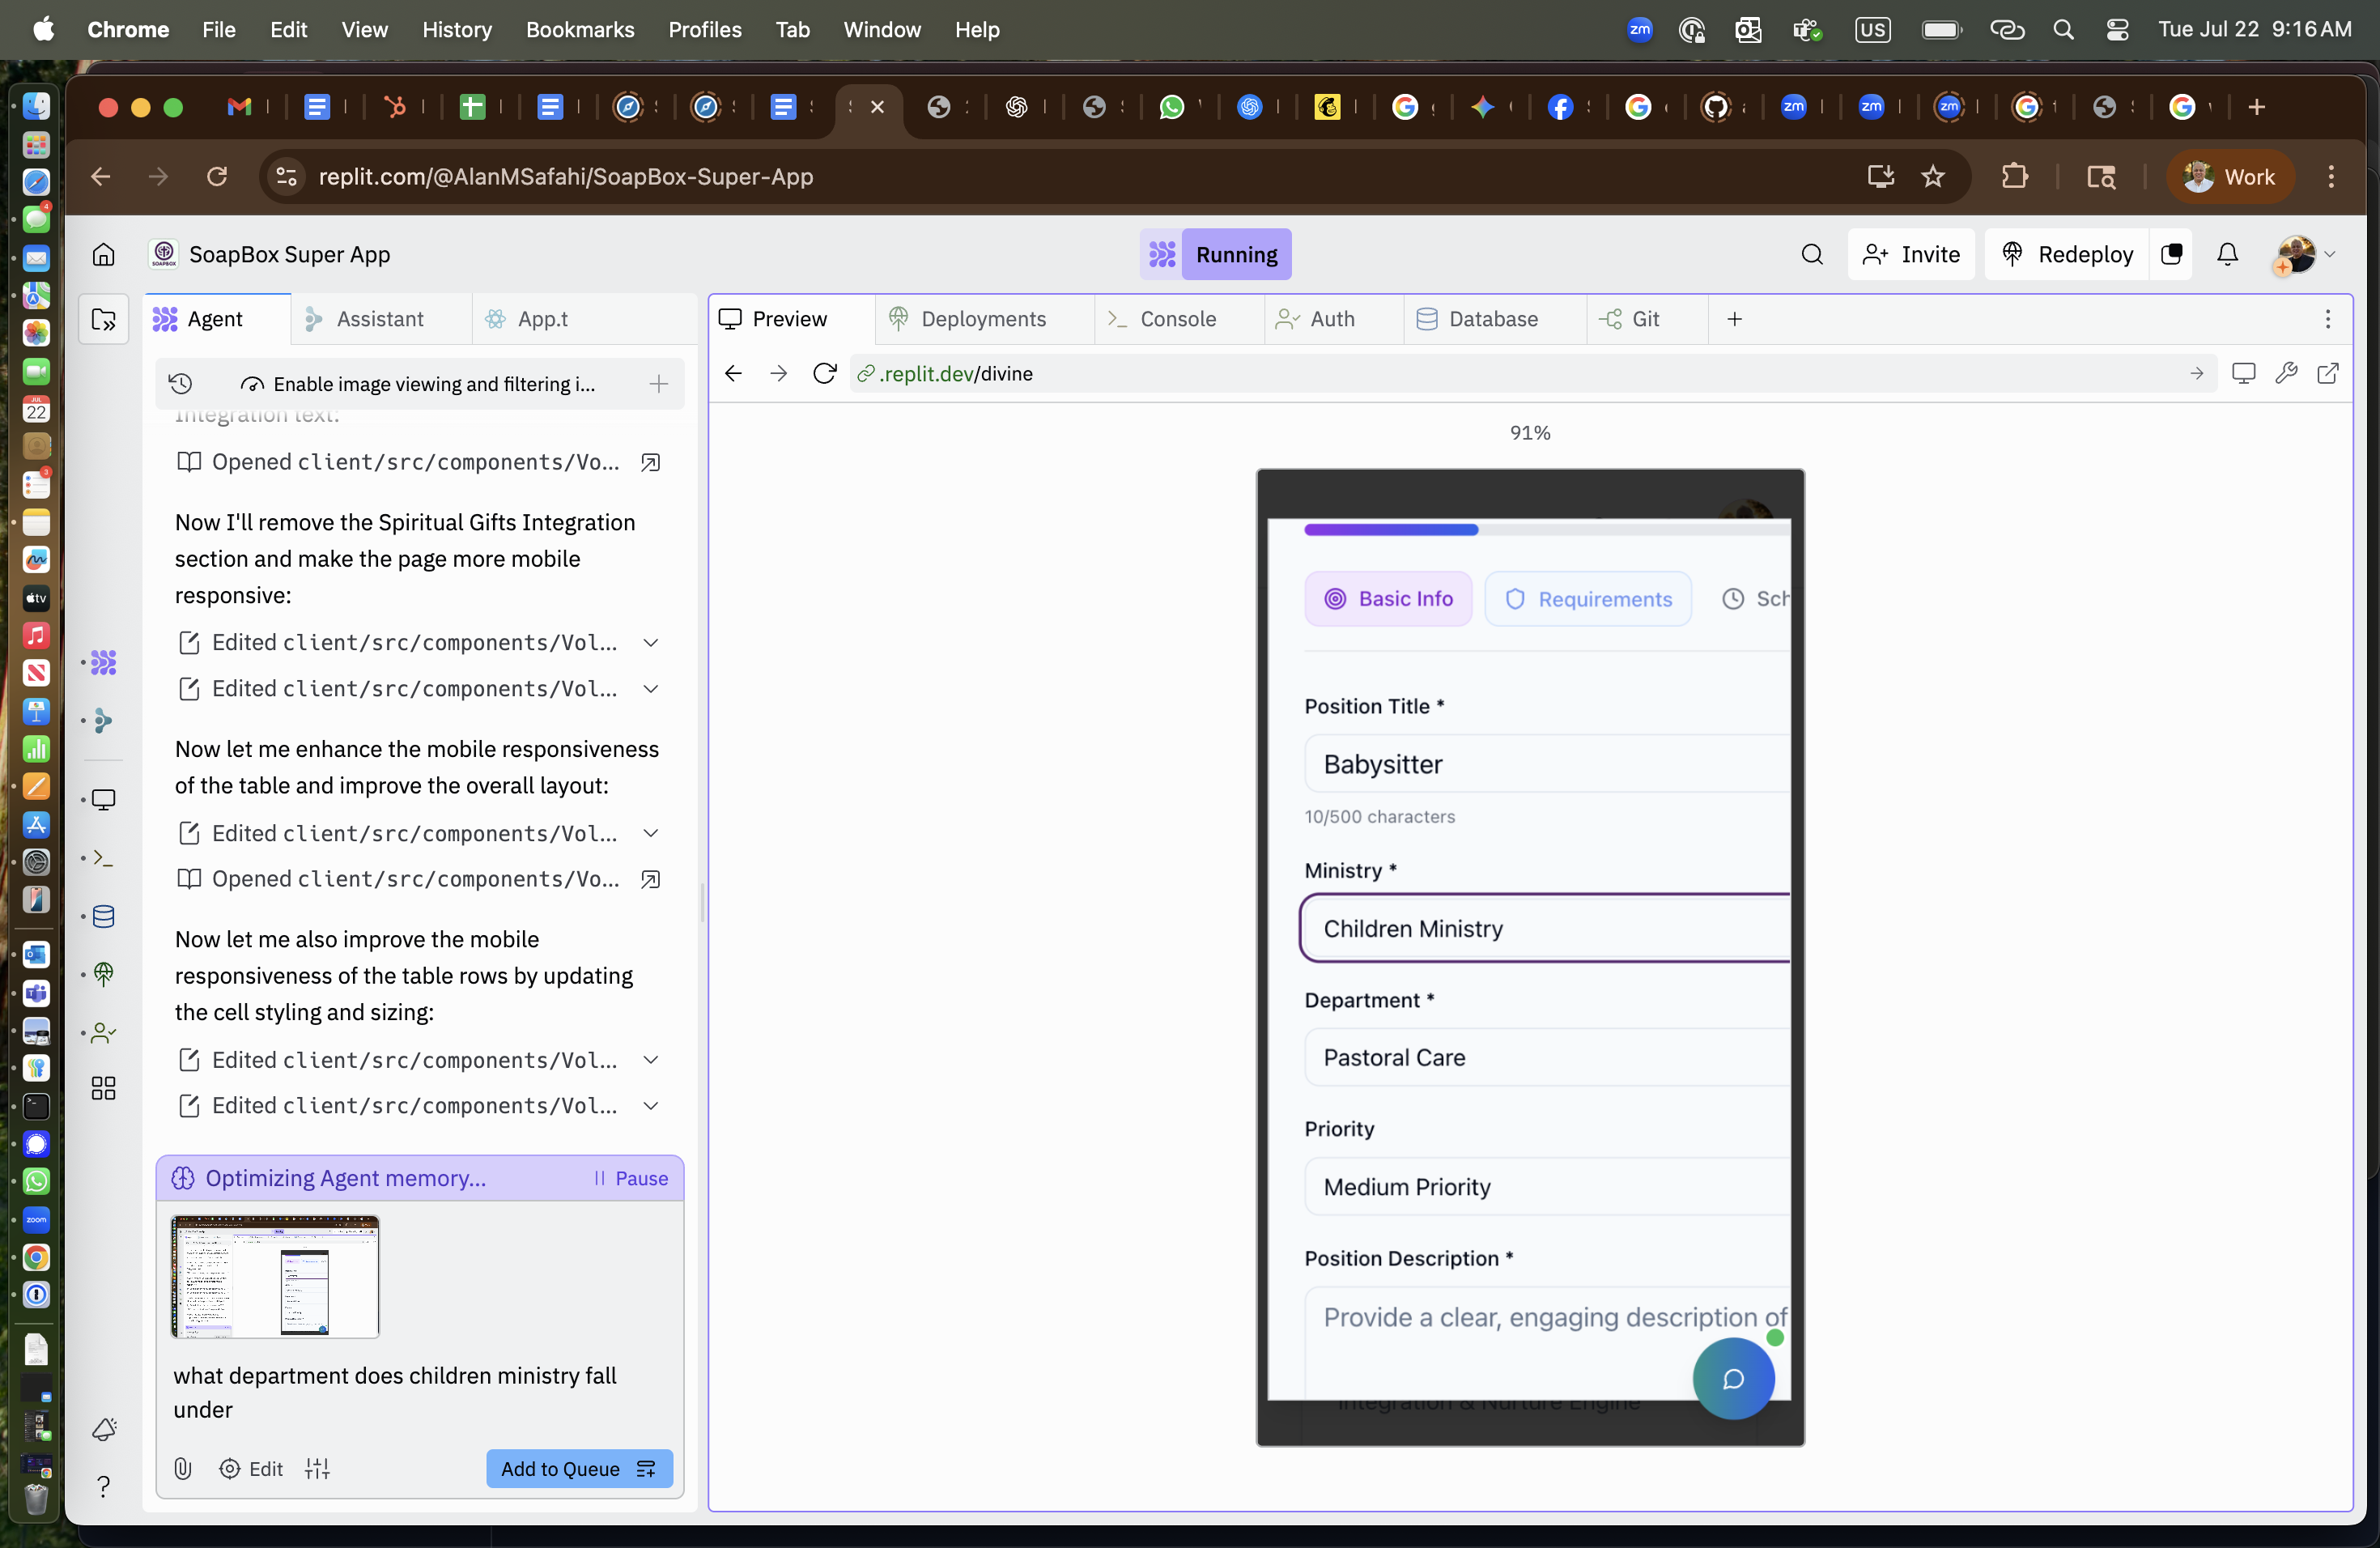 Chrome File Edit View History Bookmarks Profiles Tab Window Help
zm US Tue Jul 22 9:16 AM
replit.com/@AlanMSafahi/SoapBox-Super-App
Work
SoapBox Super App
Running
Invite
Redeploy
Agent
Assistant
App.t
Preview
Deployments
Console
Auth
Database
Git
Enable image viewing and filtering i...
.replit.dev/divine
91%
Integration text:
Opened client/src/components/Vo...
Now I'll remove the Spiritual Gifts Integration
section and make the page more mobile
responsive:
Edited client/src/components/Vol...
Edited client/src/components/Vol...
Now let me enhance the mobile responsiveness
of the table and improve the overall layout:
Edited client/src/components/Vol...
Opened client/src/components/Vo...
Now let me also improve the mobile
responsiveness of the table rows by updating
the cell styling and sizing:
Edited client/src/components/Vol...
Edited client/src/components/Vol...
Optimizing Agent memory...
Pause
what department does children ministry fall
under
Edit
Add to Queue
Basic Info
Requirements
Sch
Position Title *
Babysitter
10/500 characters
Ministry *
Children Ministry
Department *
Pastoral Care
Priority
Medium Priority
Position Description *
Provide a clear, engaging description of
Integration & Nurture Engine